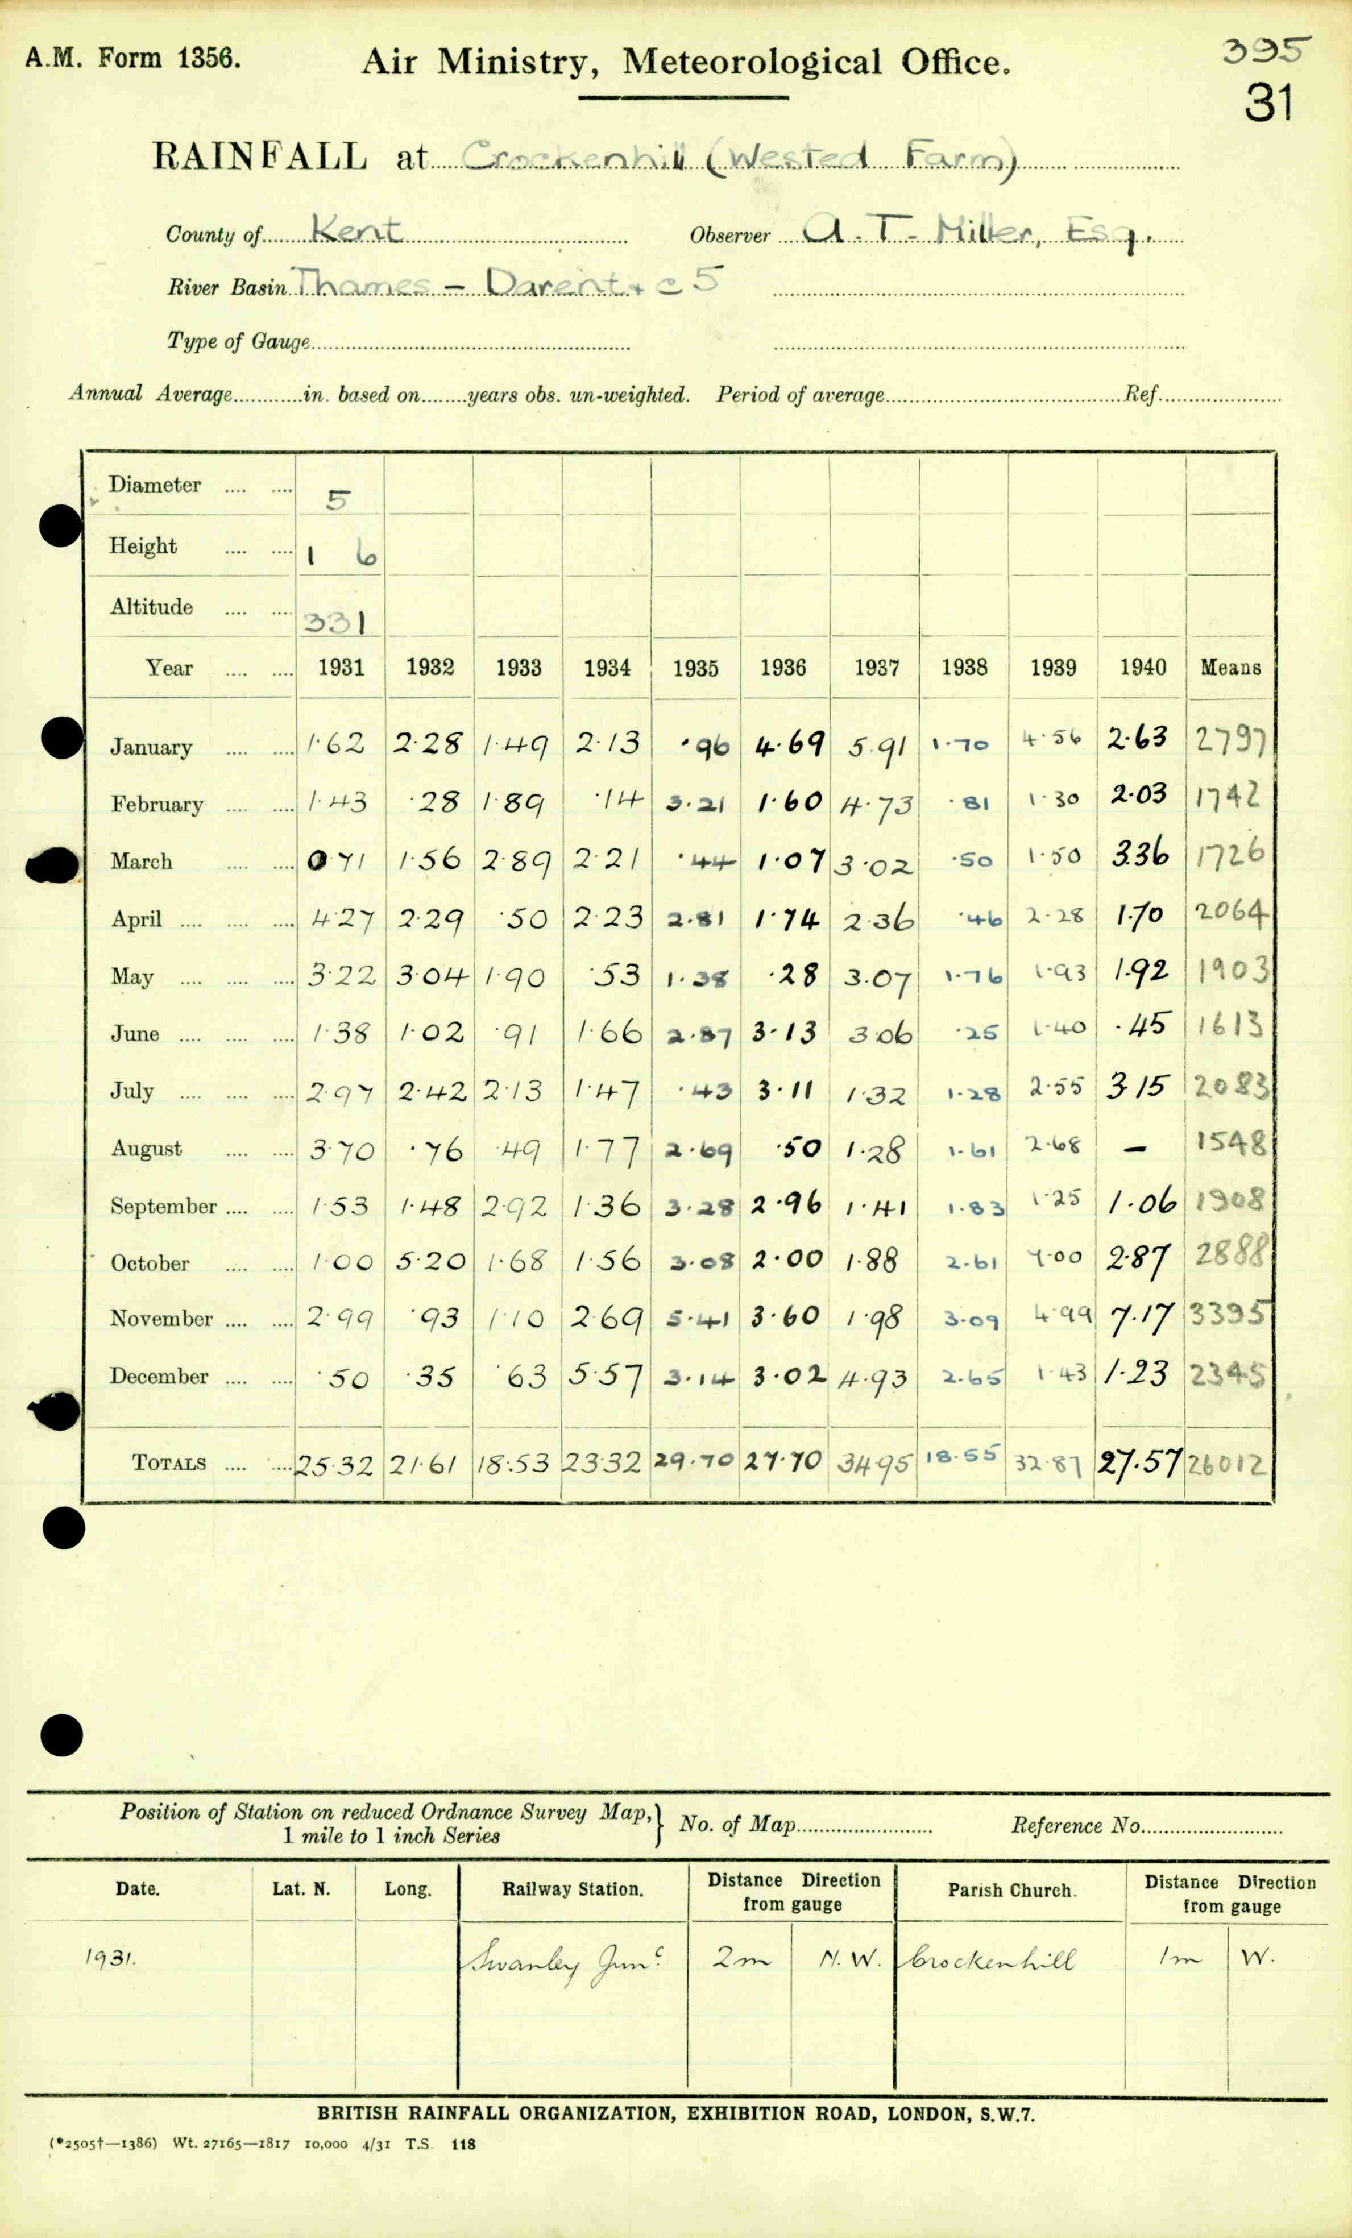 A.M. Form 1356.
Air Ministry, Meteorological Office.
395
31
RAINFALL at Crockenhill (Wested Farm)
County of Kent Observer A. T. Miller, Esq.
River Basin Thames - Darent + C 5
Type of Gauge
Annual Average in. based on years obs. un-weighted. Period of average Ref.
Diameter 5
Height 1 6
Altitude 331
Year 1931 1932 1933 1934 1935 1936 1937 1938 1939 1940 Means
January 1.62 2.28 1.49 2.13 .96 4.69 5.91 1.70 4.56 2.63 2797
February 1.43 .28 1.89 .14 3.21 1.60 4.73 .81 1.30 2.03 1742
March 0.71 1.56 2.89 2.21 .44 1.07 3.02 .50 1.50 3.36 1726
April 4.27 2.29 .50 2.23 2.81 1.74 2.36 .46 2.28 1.70 2064
May 3.22 3.04 1.90 .53 1.38 .28 3.07 1.76 1.93 1.92 1903
June 1.38 1.02 .91 1.66 2.87 3.13 3.06 .25 1.40 .45 1613
July 2.97 2.42 2.13 1.47 .43 3.11 1.32 1.28 2.55 3.15 2083
August 3.70 .76 .49 1.77 2.69 .50 1.28 1.61 2.68 — 1548
September 1.53 1.48 2.92 1.36 3.28 2.96 1.41 1.83 1.25 1.06 1908
October 1.00 5.20 1.68 1.56 3.08 2.00 1.88 2.61 7.00 2.87 2888
November 2.99 .93 1.10 2.69 5.41 3.60 1.98 3.09 4.99 7.17 3395
December .50 .35 .63 5.57 3.14 3.02 4.93 2.65 1.43 1.23 2345
TOTALS 25.32 21.61 18.53 23.32 29.70 27.70 34.95 18.55 32.87 27.57 26012
Position of Station on reduced Ordnance Survey Map, } No. of Map Reference No.
1 mile to 1 inch Series
Date. Lat. N. Long. Railway Station. Distance Direction from gauge Parish Church. Distance Direction from gauge
1931. Swanley Junc. 2m N.W. Crockenhill 1m W.
BRITISH RAINFALL ORGANIZATION, EXHIBITION ROAD, LONDON, S.W.7.
(*2505†—1386) Wt. 27165—1817 10,000 4/31 T.S. 118